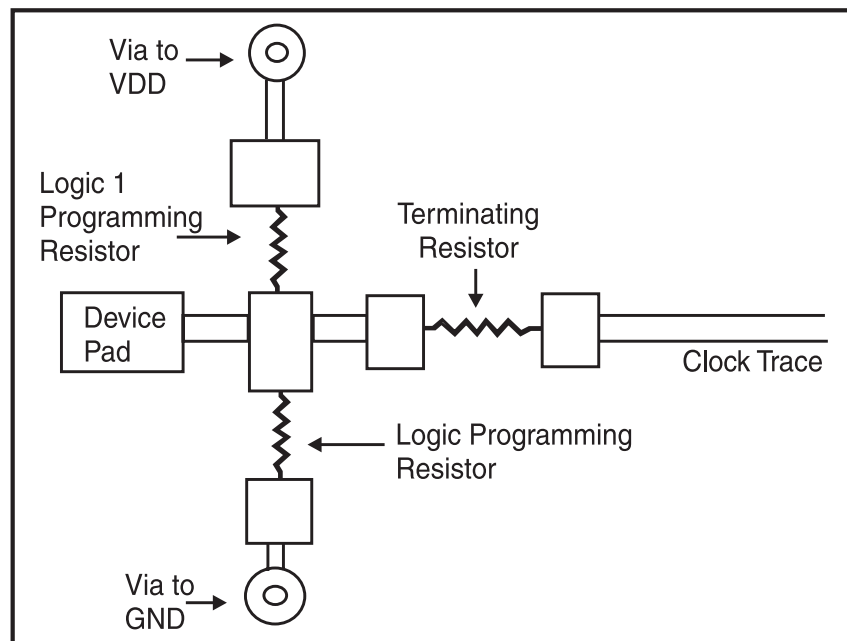 Via to
VDD
Logic 1
Programming
Resistor
Terminating
Resistor
Device
Pad
Clock Trace
Logic Programming
Resistor
Via to
GND